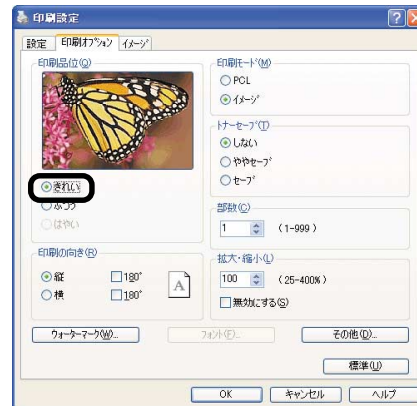 印刷設定
設定 印刷オプション イメージ
印刷品位(Q)
きれい
ふつう
はやい
印刷の向き(R)
縦 180°
横 180°
A
印刷モード(M)
PCL
イメージ
トナーセーブ(T)
しない
ややセーブ
セーブ
部数(C)
1 (1-999)
拡大・縮小(L)
100 (25-400%)
無効にする(S)
ウォーターマーク(W)... フォント(F)... その他(D)...
標準(U)
OK キャンセル ヘルプ